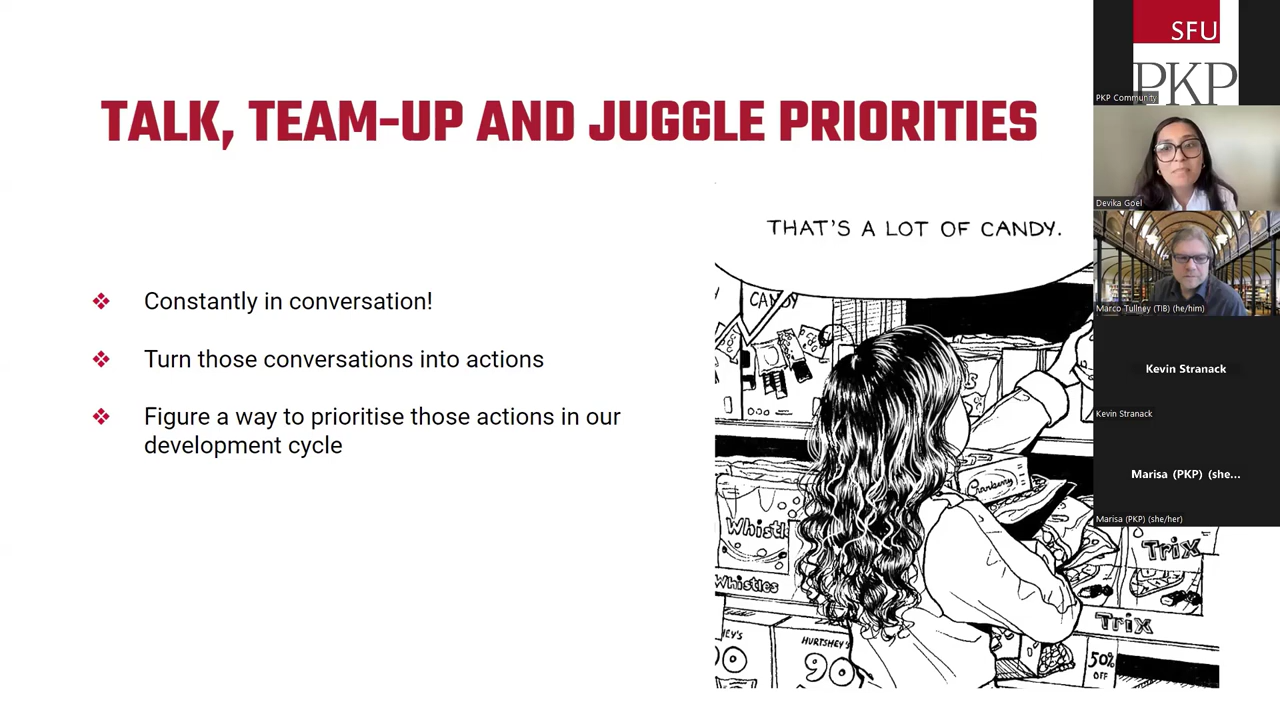 TALK, TEAM-UP AND JUGGLE PRIORITIES
❖ Constantly in conversation!
❖ Turn those conversations into actions
❖ Figure a way to prioritise those actions in our
development cycle
THAT'S A LOT OF CANDY.
CANDY
Cranberry
Whistl
Whistles
Trix
Trix
HURTSHEY'S
90
50%
OFF
SFU
PKP
PKP Community
Devika Goel
Marco Tullney (TIB) (he/him)
Kevin Stranack
Kevin Stranack
Marisa (PKP) (she...
Marisa (PKP) (she/her)